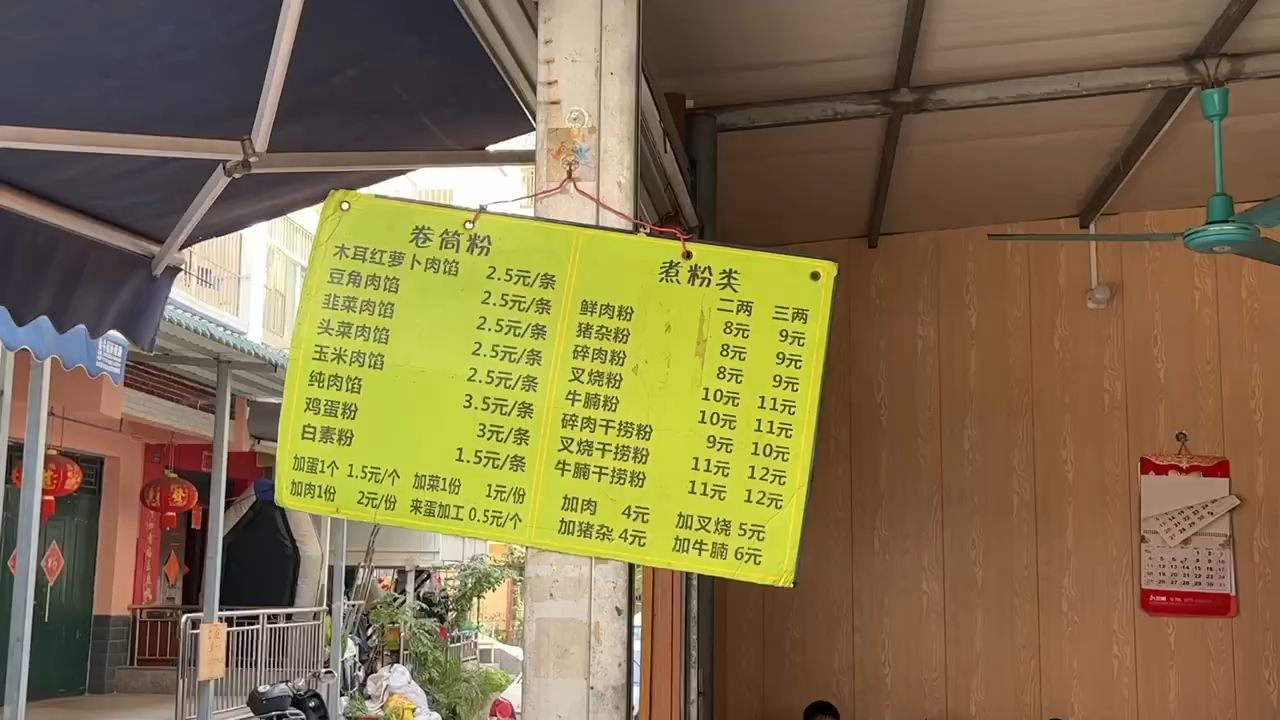 卷筒粉
木耳红萝卜肉馅 2.5元/条
豆角肉馅 2.5元/条
韭菜肉馅 2.5元/条
头菜肉馅 2.5元/条
玉米肉馅 2.5元/条
纯肉馅 3.5元/条
鸡蛋粉 3元/条
白素粉 1.5元/条
加蛋1个 1.5元/个 加菜1份 1元/份
加肉1份 2元/份 来蛋加工 0.5元/个
煮粉类
二两 三两
鲜肉粉 8元 9元
猪杂粉 8元 9元
碎肉粉 8元 9元
叉烧粉 10元 11元
牛腩粉 10元 11元
碎肉干捞粉 9元 10元
叉烧干捞粉 11元 12元
牛腩干捞粉 11元 12元
加肉 4元 加叉烧 5元
加猪杂 4元 加牛腩 6元